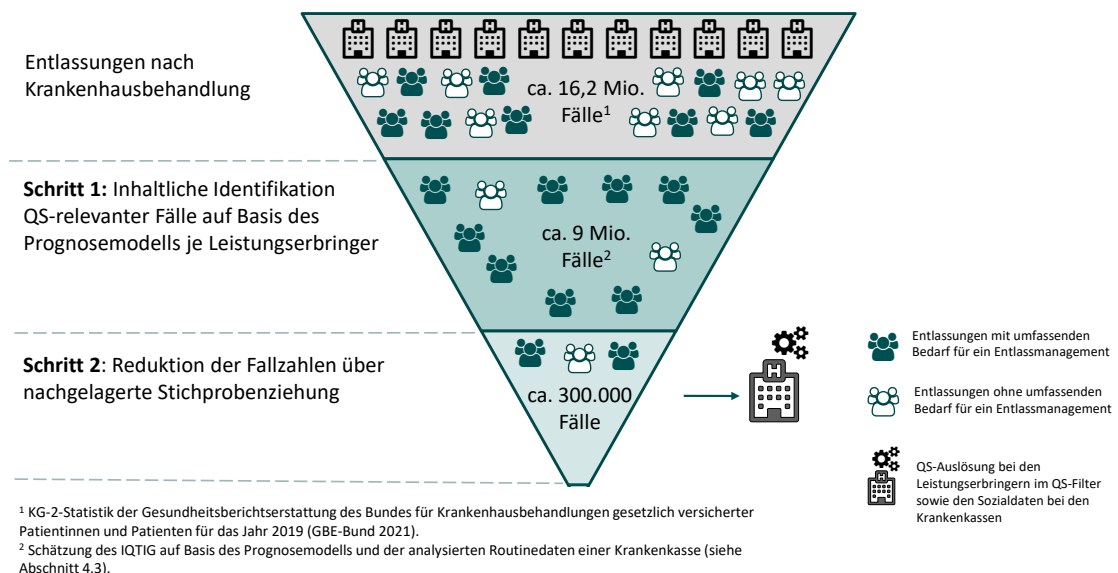 Entlassungen nach
Krankenhausbehandlung
H H H H H H H H H H H
ca. 16,2 Mio.
Fälle¹
Schritt 1: Inhaltliche Identifikation
QS-relevanter Fälle auf Basis des
Prognosemodells je Leistungserbringer
ca. 9 Mio.
Fälle²
Schritt 2: Reduktion der Fallzahlen über
nachgelagerte Stichprobenziehung
ca. 300.000
Fälle
H
Entlassungen mit umfassenden
Bedarf für ein Entlassmanagement
Entlassungen ohne umfassenden
Bedarf für ein Entlassmanagement
H
QS-Auslösung bei den
Leistungserbringern im QS-Filter
sowie den Sozialdaten bei den
Krankenkassen
¹ KG-2-Statistik der Gesundheitsberichtserstattung des Bundes für Krankenhausbehandlungen gesetzlich versicherter
Patientinnen und Patienten für das Jahr 2019 (GBE-Bund 2021).
² Schätzung des IQTIG auf Basis des Prognosemodells und der analysierten Routinedaten einer Krankenkasse (siehe
Abschnitt 4.3).